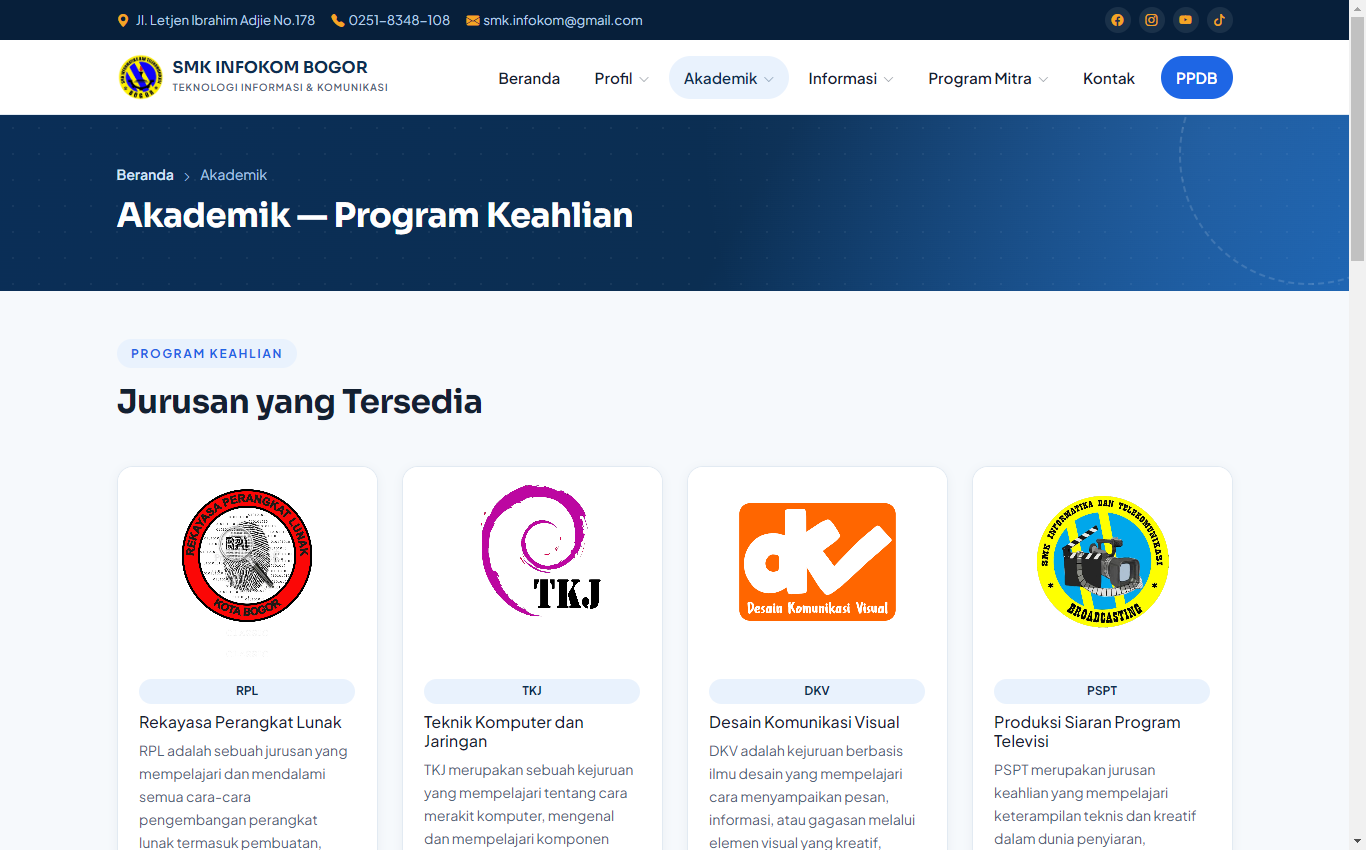 Jl. Letjen Ibrahim Adjie No.178 0251-8348-108 smk.infokom@gmail.com
SMK INFOKOM BOGOR
TEKNOLOGI INFORMASI & KOMUNIKASI
Beranda Profil Akademik Informasi Program Mitra Kontak PPDB
Beranda > Akademik
Akademik — Program Keahlian
PROGRAM KEAHLIAN
Jurusan yang Tersedia
REKAYASA PERANGKAT LUNAK
RPL
KOTA BOGOR
TKJ
dkv
Desain Komunikasi Visual
SMK INFORMATIKA DAN TELEKOMUNIKASI
BROADCASTING
RPL
Rekayasa Perangkat Lunak
RPL adalah sebuah jurusan yang
mempelajari dan mendalami
semua cara-cara
pengembangan perangkat
lunak termasuk pembuatan,
TKJ
Teknik Komputer dan
Jaringan
TKJ merupakan sebuah kejuruan
yang mempelajari tentang cara
merakit komputer, mengenal
dan mempelajari komponen
DKV
Desain Komunikasi Visual
DKV adalah kejuruan berbasis
ilmu desain yang mempelajari
cara menyampaikan pesan,
informasi, atau gagasan melalui
elemen visual yang kreatif,
PSPT
Produksi Siaran Program
Televisi
PSPT merupakan jurusan
keahlian yang mempelajari
keterampilan teknis dan kreatif
dalam dunia penyiaran,